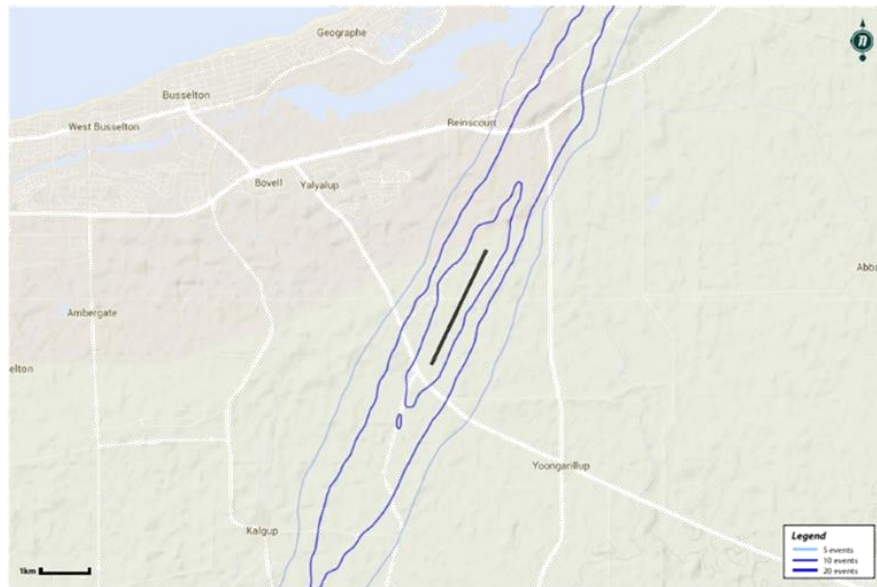 Geographe
n
Busselton
West Busselton
Reinscourt
Bovell
Yalyalup
Abba
Ambergate
elton
Yoongarillup
Kalgup
Legend
5 events
10 events
20 events
1km